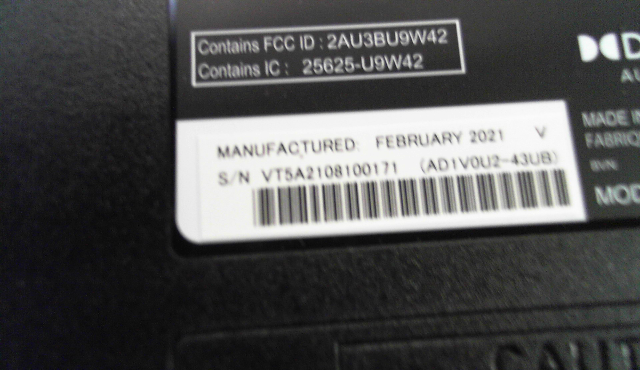 Contains FCC ID : 2AU3BU9W42
Contains IC : 25625-U9W42
MANUFACTURED: FEBRUARY 2021 V
S/N VT5A2108100171 (AD1V0U2-43UB)
MADE IN